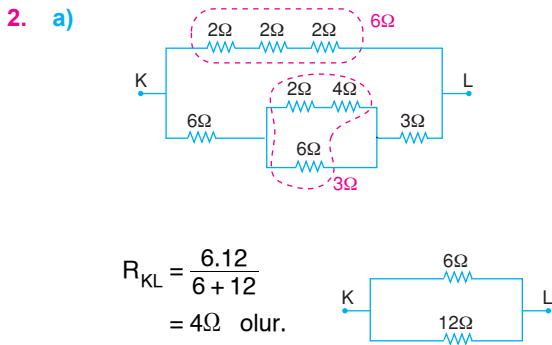 2. a)
2Ω 2Ω 2Ω 6Ω
K L
2Ω 4Ω
6Ω 3Ω
6Ω
3Ω
R_KL = 6.12 / 6 + 12
= 4Ω olur.
6Ω
K L
12Ω